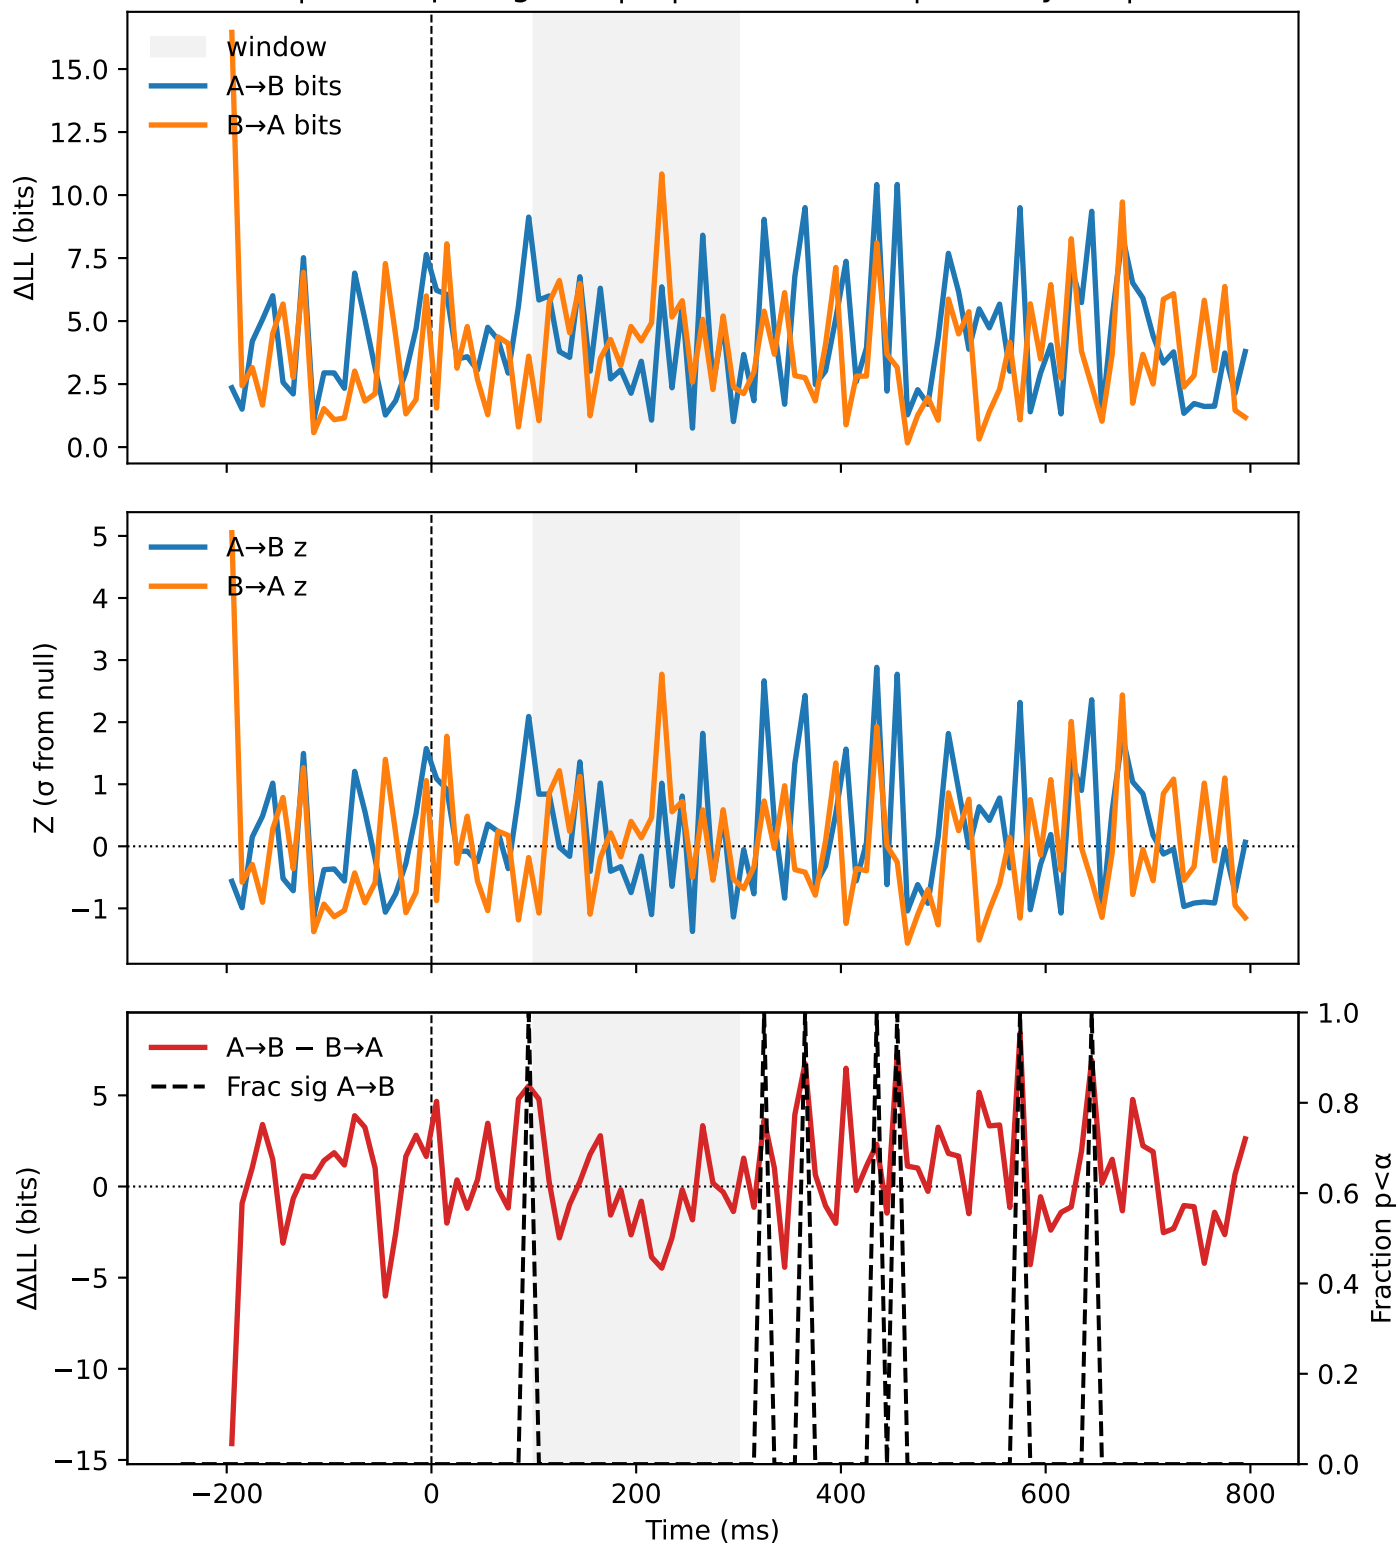 window
A→B bits
B→A bits
ΔLL (bits)
15.0
12.5
10.0
7.5
5.0
2.5
0.0
A→B z
B→A z
Z (σ from null)
5
4
3
2
1
0
−1
A→B − B→A
Frac sig A→B
ΔΔLL (bits)
5
0
−5
−10
−15
1.0
0.8
0.6
0.4
0.2
0.0
Fraction p<α
−200
0
200
400
600
800
Time (ms)